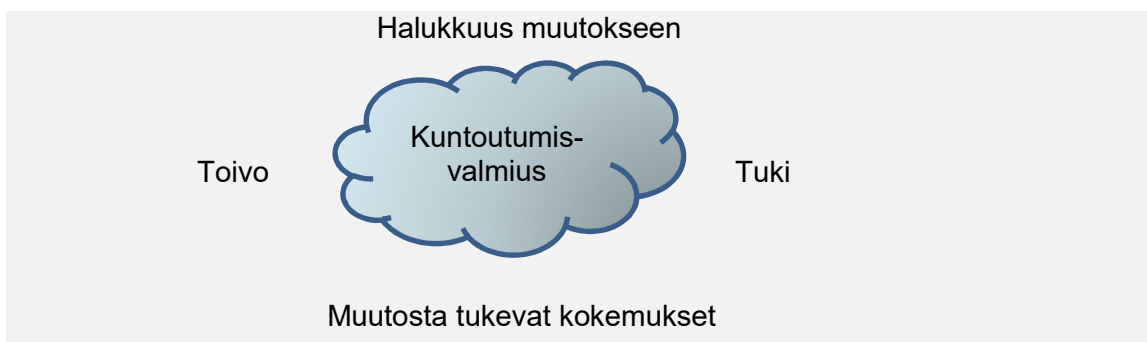 Halukkuus muutokseen
Kuntoutumis-
valmius
Toivo
Tuki
Muutosta tukevat kokemukset